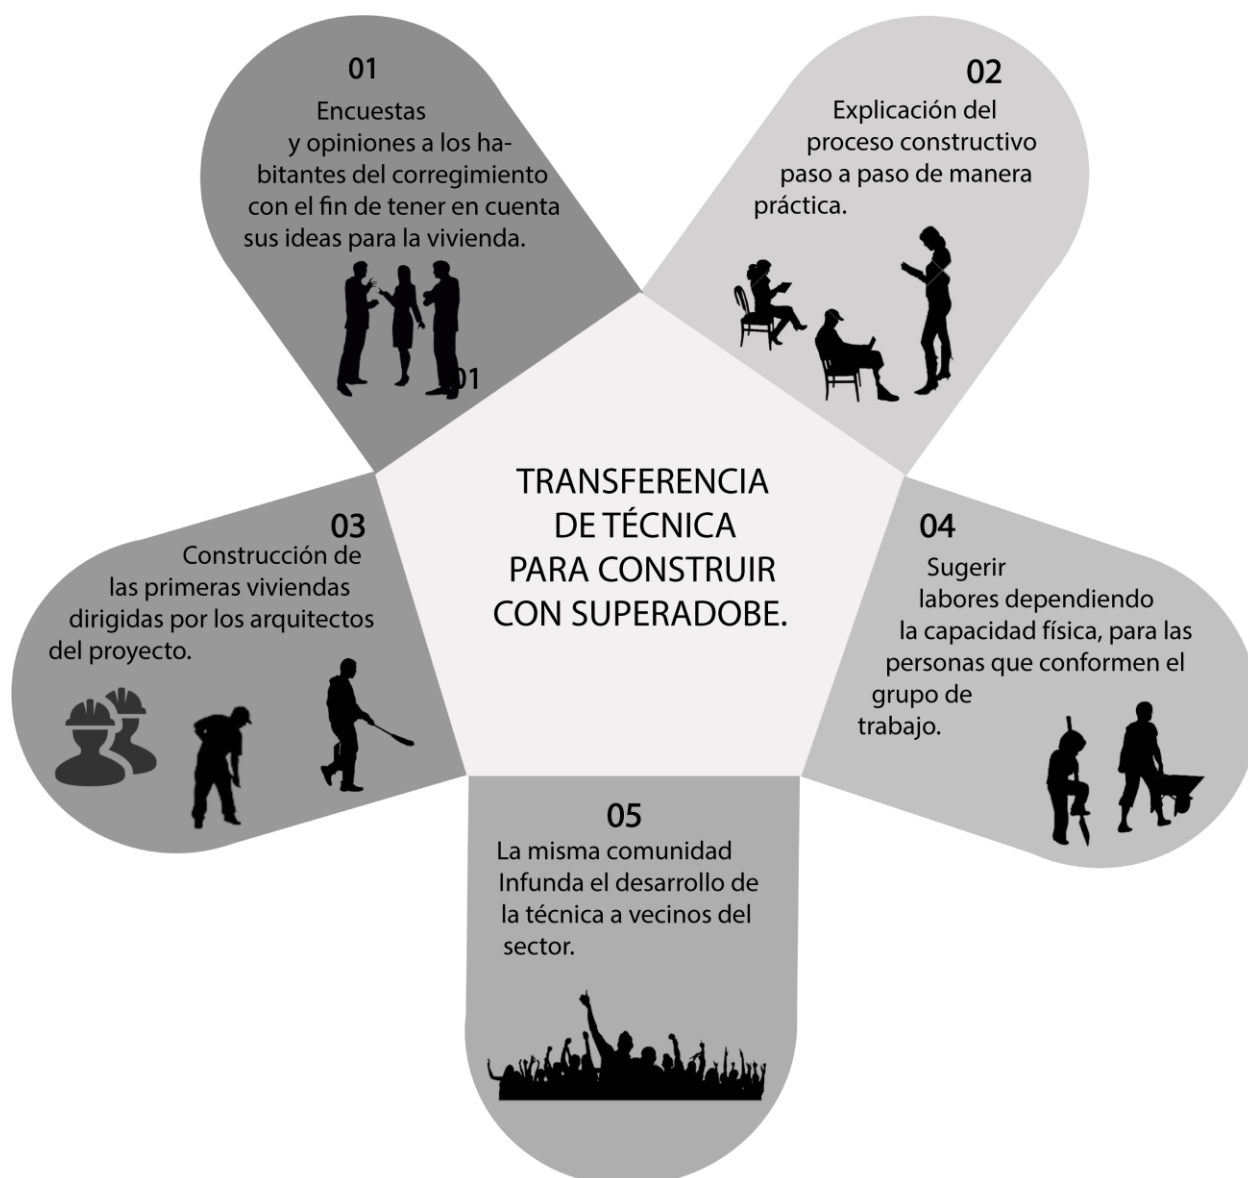 01
Encuestas
y opiniones a los ha-
bitantes del corregimiento
con el fin de tener en cuenta
sus ideas para la vivienda.
01
02
Explicación del
proceso constructivo
paso a paso de manera
práctica.
TRANSFERENCIA
DE TÉCNICA
PARA CONSTRUIR
CON SUPERADOBE.
03
Construcción de
las primeras viviendas
dirigidas por los arquitectos
del proyecto.
04
Sugerir
labores dependiendo
la capacidad física, para las
personas que conformen el
grupo de
trabajo.
05
La misma comunidad
Infunda el desarrollo de
la técnica a vecinos del
sector.